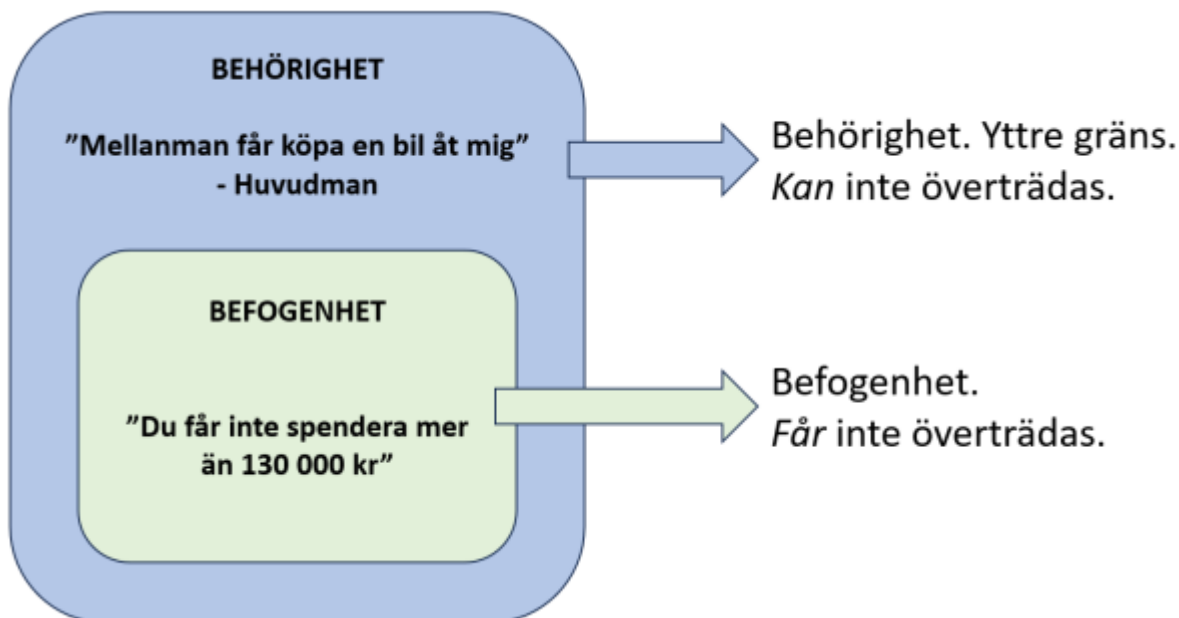 BEHÖRIGHET
”Mellanman får köpa en bil åt mig”
- Huvudman
Behörighet. Yttre gräns.
Kan inte överträdas.
BEFOGENHET
”Du får inte spendera mer
än 130 000 kr”
Befogenhet.
Får inte överträdas.